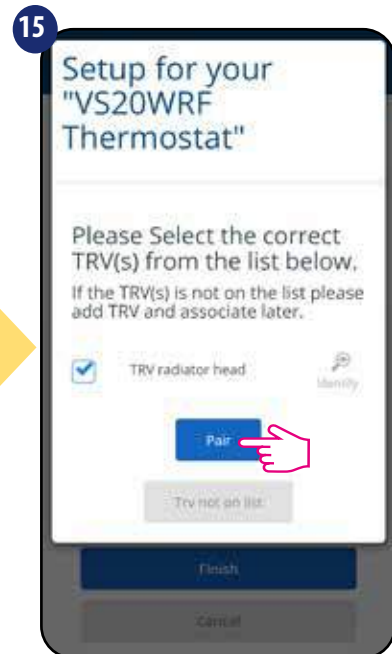 15
Setup for your
"VS20WRF
Thermostat"
Please Select the correct
TRV(s) from the list below.
If the TRV(s) is not on the list please
add TRV and associate later.
TRV radiator head
Identify
Pair
Trv not on list
Finish
Cancel